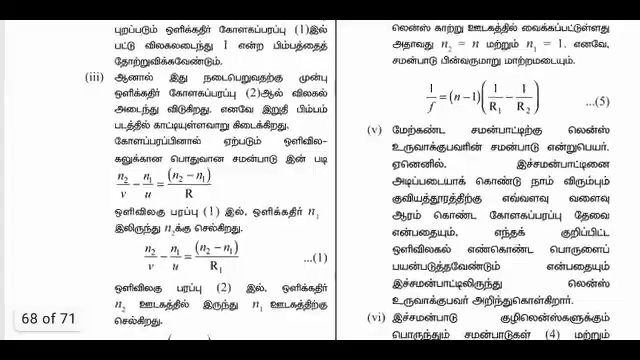 புறப்படும் ஒளிக்கதிர் கோளகப்பரப்பு (1)இல்
பட்டு விலகலடைந்து I என்ற பிம்பத்தைத்
தோற்றுவிக்கவேண்டும்.
(iii) ஆனால் இது நடைபெறுவதற்கு முன்பு
ஒளிக்கதிர் கோளகப்பரப்பு (2)ஆல் விலகல்
அடைந்து விடுகிறது. எனவே இறுதி பிம்பம்
படத்தில் காட்டியுள்ளவாறு கிடைக்கிறது.
கோளப்பரப்பினால் ஏற்படும் ஒளிவில-
கலுக்கான பொதுவான சமன்பாடு இன் படி
n₂/v − n₁/u = (n₂ − n₁)/R
ஒளிவிலகு பரப்பு (1) இல், ஒளிக்கதிர் n₁
இலிருந்து n₂க்கு செல்கிறது.
n₂/v − n₁/u = (n₂ − n₁)/R₁ ...(1)
ஒளிவிலகு பரப்பு (2) இல், ஒளிக்கதிர்
n₂ ஊடகத்தில் இருந்து n₁ ஊடகத்திற்கு
செல்கிறது.
லென்ஸ் காற்று ஊடகத்தில் வைக்கப்பட்டுள்ளது
அதாவது n₂ = n மற்றும் n₁ = 1. எனவே,
சமன்பாடு பின்வருமாறு மாற்றமடையும்.
1/f = (n−1)(1/R₁ − 1/R₂) ...(5)
(v) மேற்கண்ட சமன்பாட்டிற்கு லென்ஸ்
உருவாக்குபவரின் சமன்பாடு என்றுபெயர்.
ஏனெனில். இச்சமன்பாட்டினை
அடிப்படையாக் கொண்டு நாம் விரும்பும்
குவியத்தூரத்திற்கு எவ்வளவு வளைவு
ஆரம் கொண்ட கோளகப்பரப்பு தேவை
என்பதையும், எந்தக் குறிப்பிட்ட
ஒளிவிலகல் எண்கொண்ட பொருளைப்
பயன்படுத்தவேண்டும் என்பதையும்
இச்சமன்பாட்டிலிருந்து லென்ஸ்
உருவாக்குபவர் அறிந்துகொள்கிறார்.
(vi) இச்சமன்பாடு குழிலென்ஸ்களுக்கும்
பொருந்தும் சமன்பாடுகள் (4) மற்றும்
68 of 71